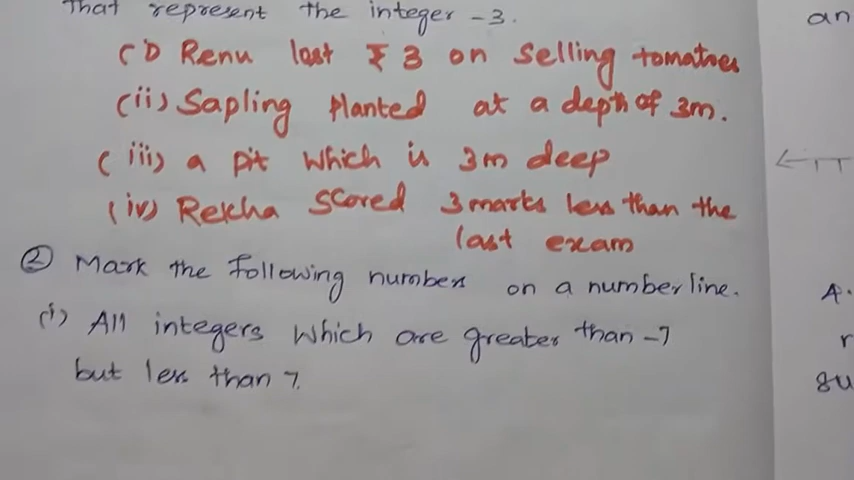 that represent the integer -3.
(i) Renu lost ₹ 3 on selling tomatoes
(ii) Sapling planted at a depth of 3m.
(iii) a pit which is 3m deep
(iv) Rekha scored 3 marks less than the
last exam
② Mark the following numbers on a number line.
(i) All integers which are greater than -7
but less than 7.
an
A.
r
su